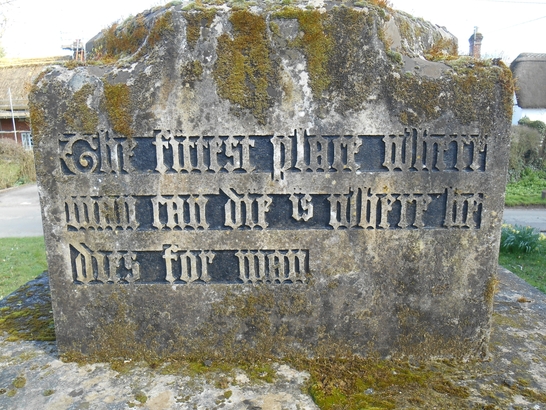 The fittest place where
man can die is where he
dies for man